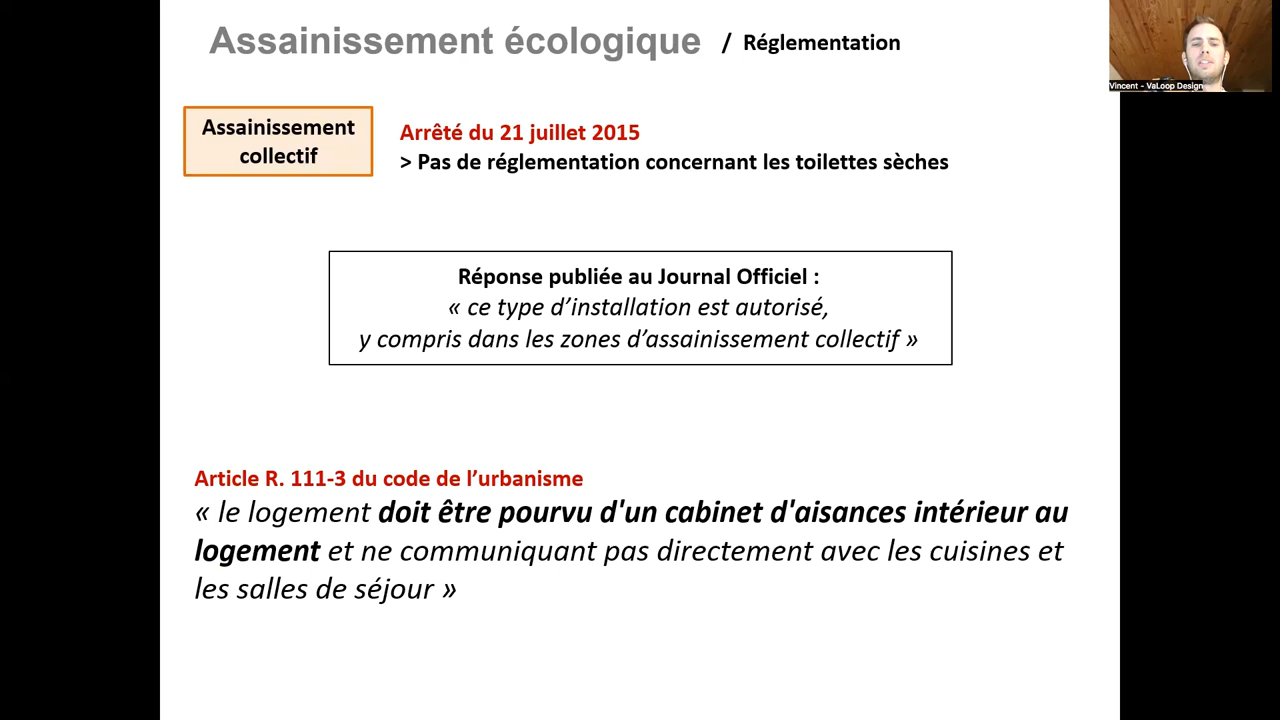 Assainissement écologique / Réglementation
Vincent - VaLoop Design
Assainissement
collectif
Arrêté du 21 juillet 2015
> Pas de réglementation concernant les toilettes sèches
Réponse publiée au Journal Officiel :
« ce type d’installation est autorisé,
y compris dans les zones d’assainissement collectif »
Article R. 111-3 du code de l’urbanisme
« le logement doit être pourvu d'un cabinet d'aisances intérieur au
logement et ne communiquant pas directement avec les cuisines et
les salles de séjour »